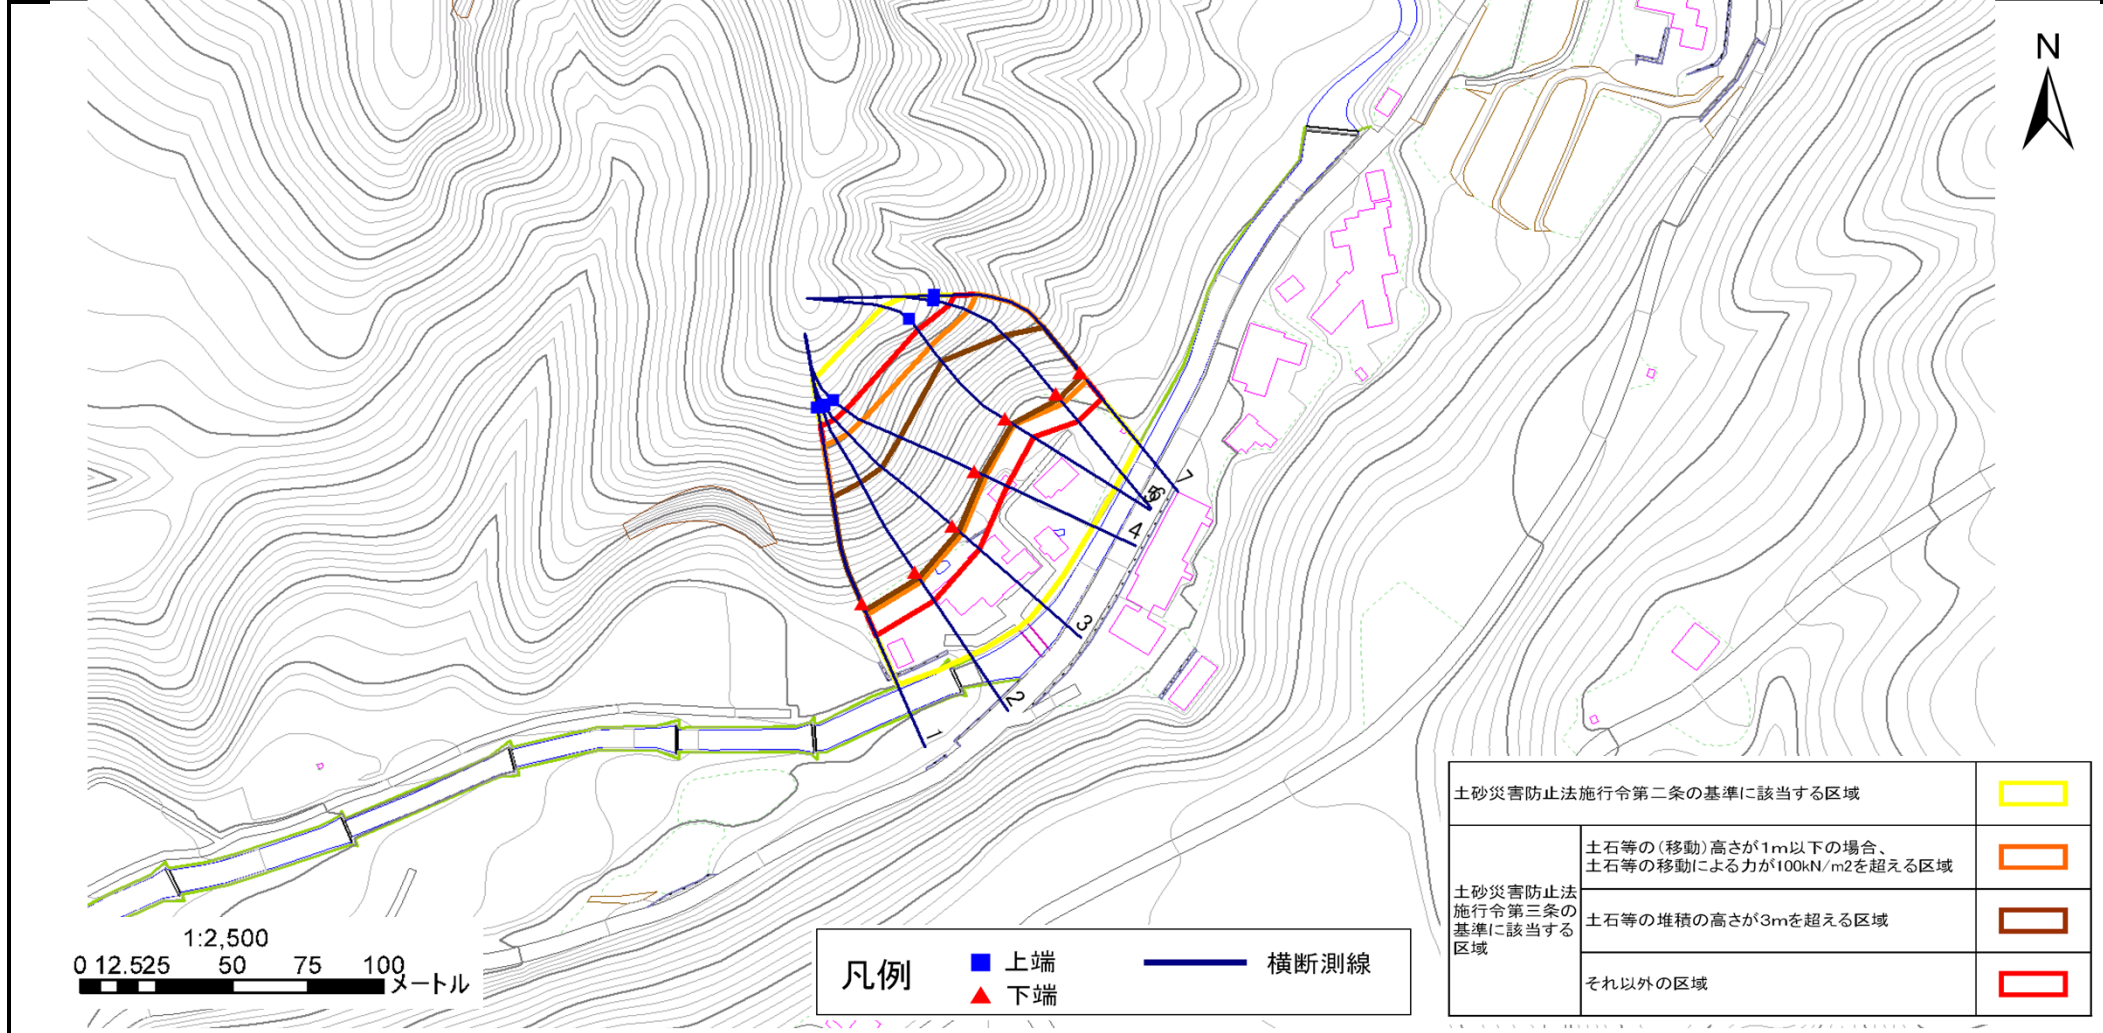 N
7
5
6
4
3
2
1
1:2,500
0 12.525 50 75 100
メートル
凡例
上端
下端
横断測線
土砂災害防止法施行令第二条の基準に該当する区域
土砂災害防止法
施行令第三条の
基準に該当する
区域
土石等の(移動)高さが1m以下の場合、
土石等の移動による力が100kN/m2を超える区域
土石等の堆積の高さが3mを超える区域
それ以外の区域